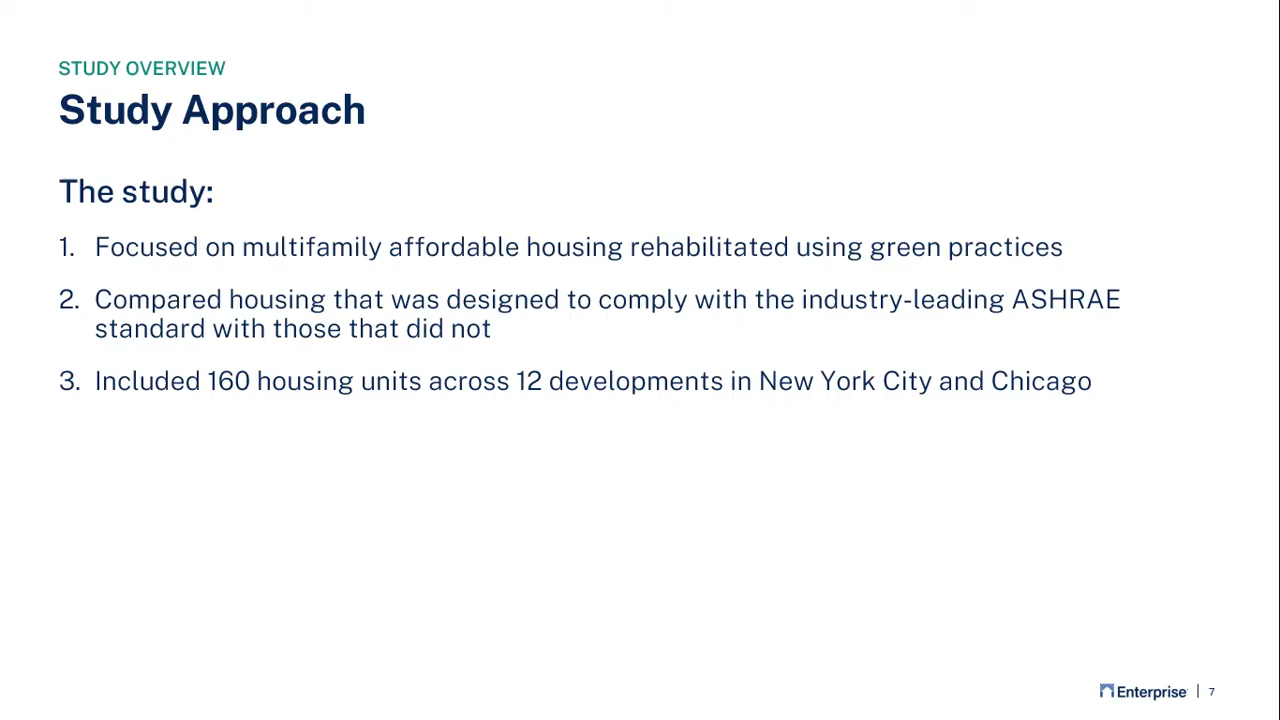 STUDY OVERVIEW
Study Approach
The study:
1. Focused on multifamily affordable housing rehabilitated using green practices
2. Compared housing that was designed to comply with the industry-leading ASHRAE
standard with those that did not
3. Included 160 housing units across 12 developments in New York City and Chicago
Enterprise | 7